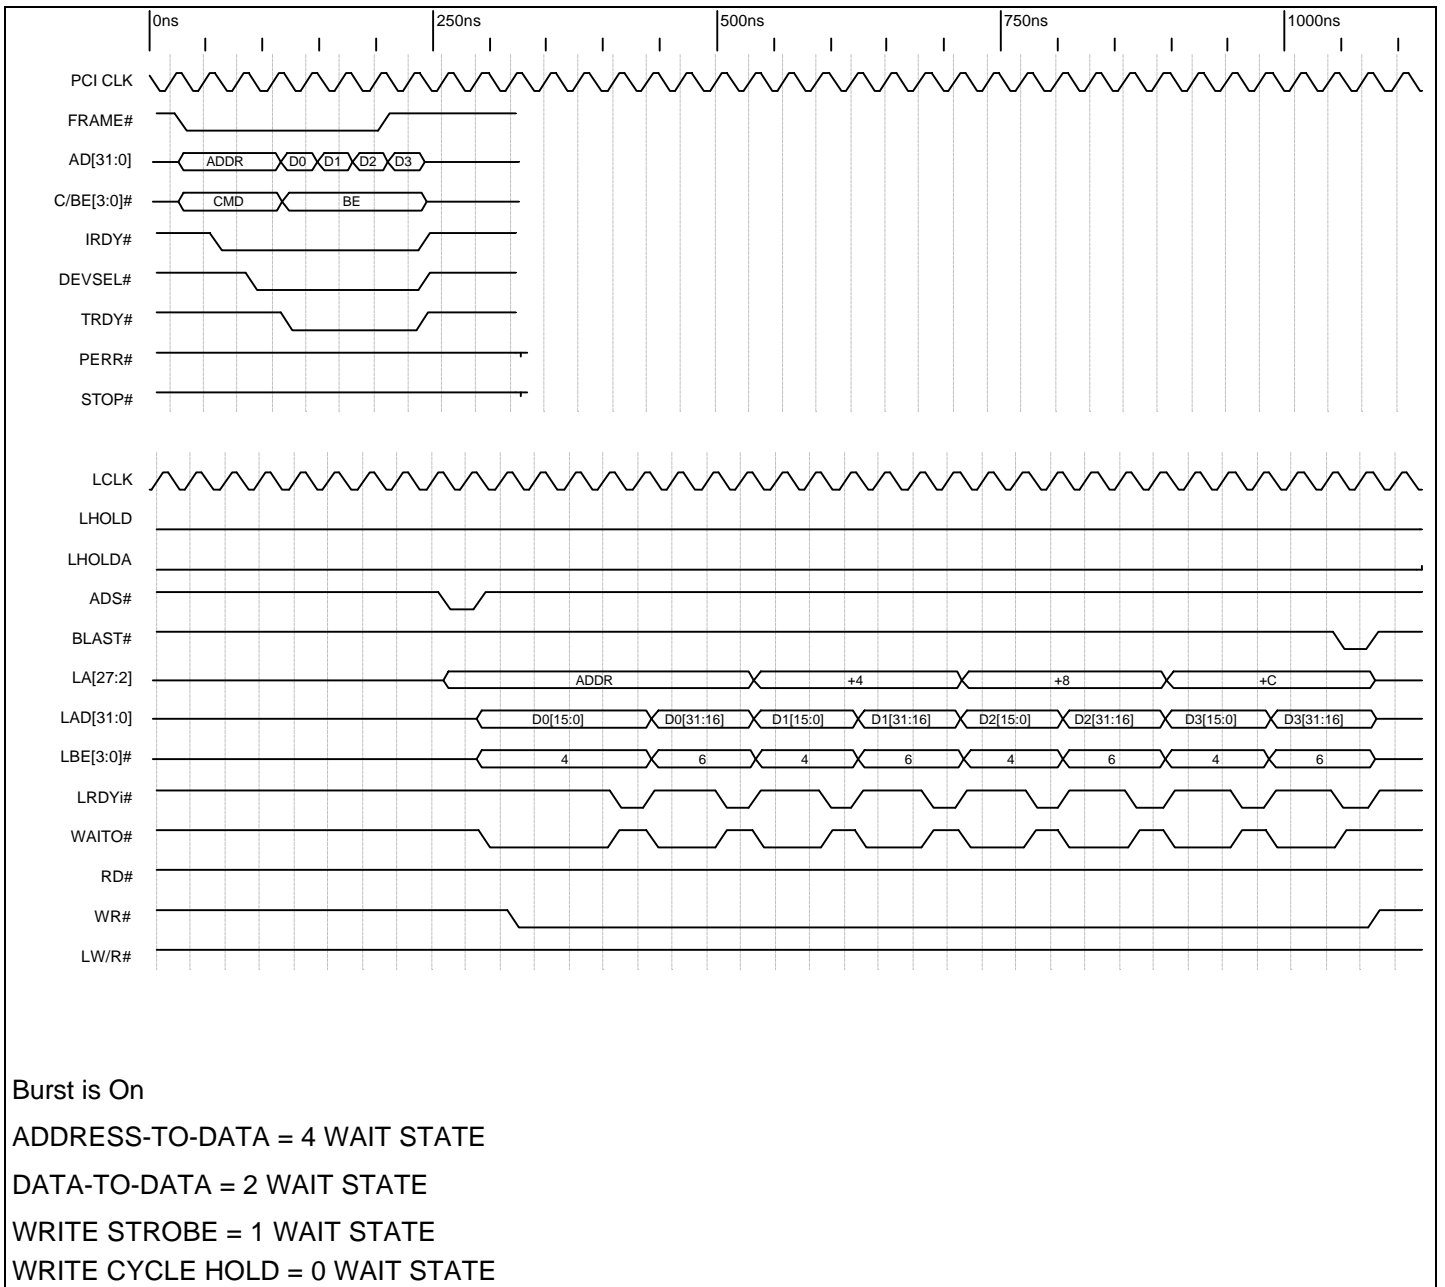 0ns 250ns 500ns 750ns 1000ns
PCI CLK
FRAME#
AD[31:0] ADDR D0 D1 D2 D3
C/BE[3:0]# CMD BE
IRDY#
DEVSEL#
TRDY#
PERR#
STOP#
LCLK
LHOLD
LHOLDA
ADS#
BLAST#
LA[27:2] ADDR +4 +8 +C
LAD[31:0] D0[15:0] D0[31:16] D1[15:0] D1[31:16] D2[15:0] D2[31:16] D3[15:0] D3[31:16]
LBE[3:0]# 4 6 4 6 4 6 4 6
LRDYi#
WAITO#
RD#
WR#
LW/R#
Burst is On
ADDRESS-TO-DATA = 4 WAIT STATE
DATA-TO-DATA = 2 WAIT STATE
WRITE STROBE = 1 WAIT STATE
WRITE CYCLE HOLD = 0 WAIT STATE